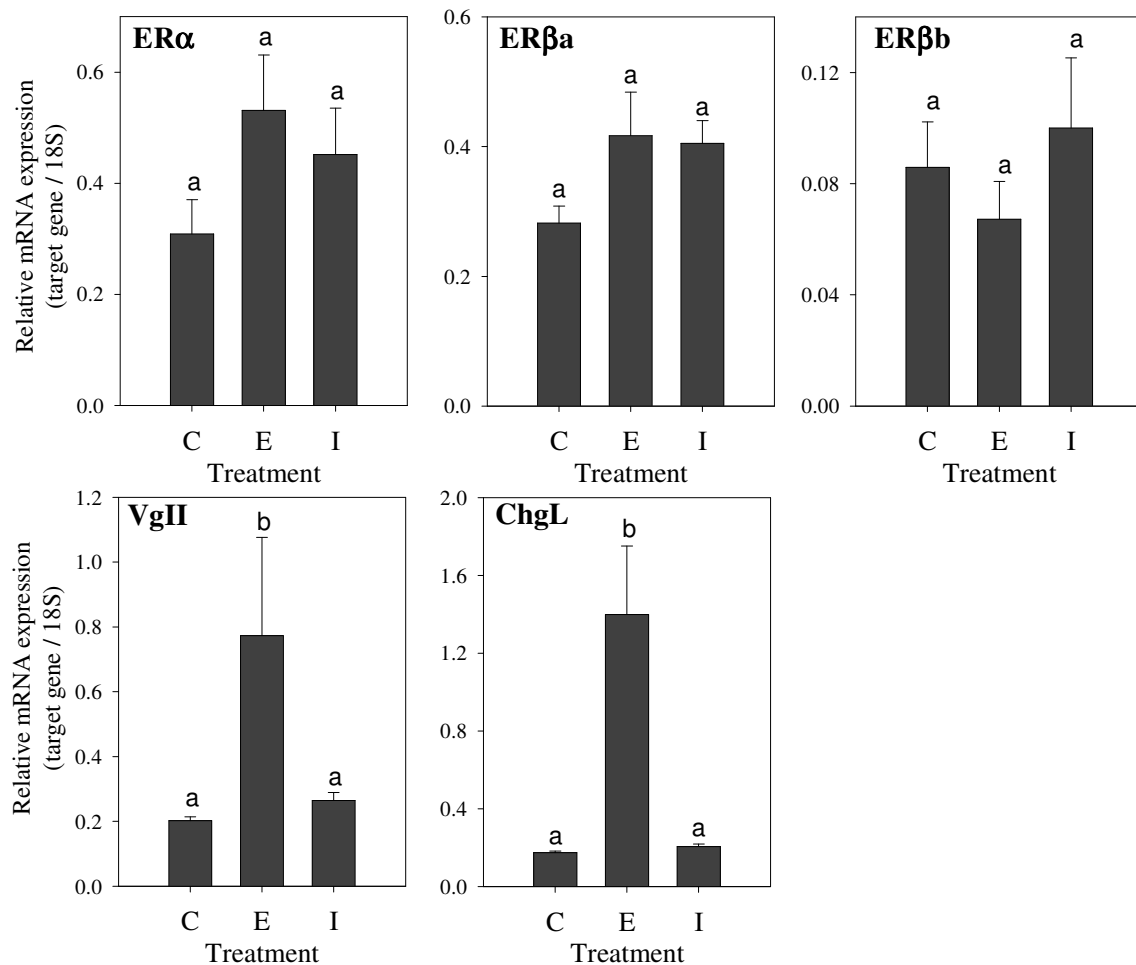 Relative mRNA expression
(target gene / 18S)
ERα
0.6
0.4
0.2
0.0
a
a
a
C E I
Treatment
ERβa
0.6
0.4
0.2
0.0
a
a
a
C E I
Treatment
ERβb
0.12
0.08
0.04
0.00
a
a
a
C E I
Treatment
Relative mRNA expression
(target gene / 18S)
VgII
1.2
1.0
0.8
0.6
0.4
0.2
0.0
a
b
a
C E I
Treatment
ChgL
2.0
1.6
1.2
0.8
0.4
0.0
a
b
a
C E I
Treatment